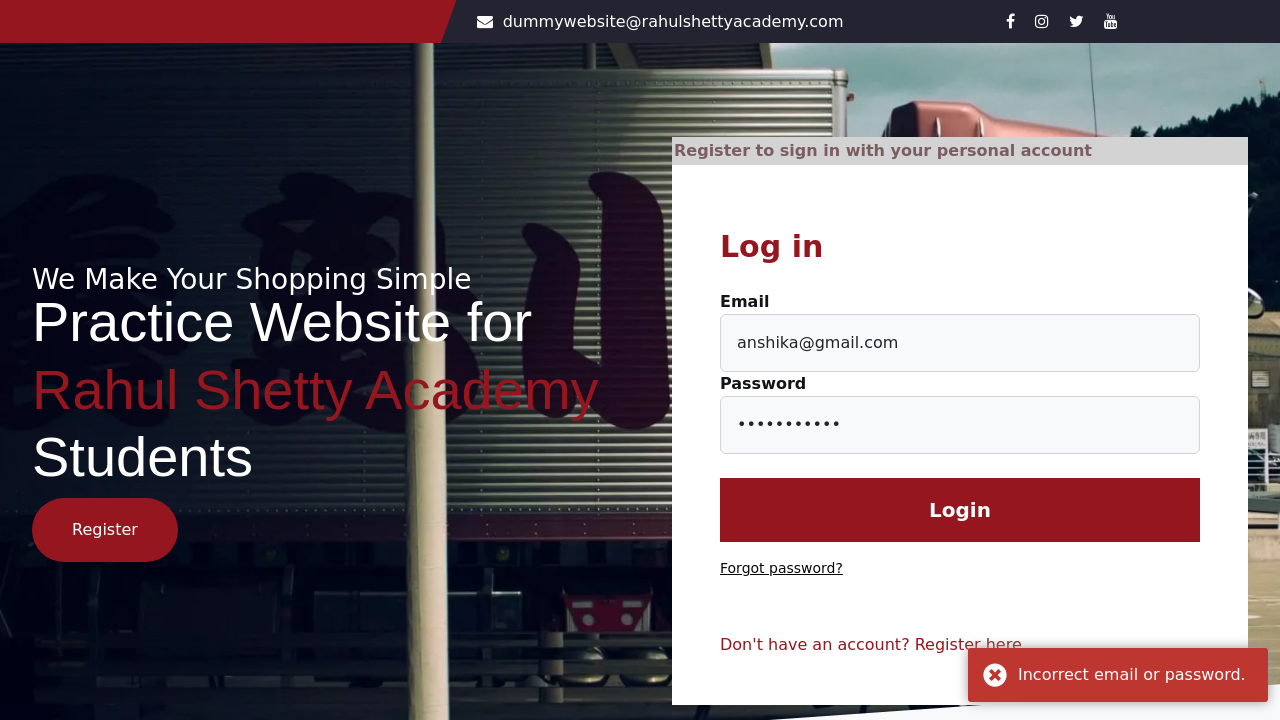 dummywebsite@rahulshettyacademy.com
Register to sign in with your personal account
We Make Your Shopping Simple
Practice Website for
Rahul Shetty Academy
Students
Register
Log in
Email
anshika@gmail.com
Password
•••••••••••
Login
Forgot password?
Don't have an account? Register here
Incorrect email or password.